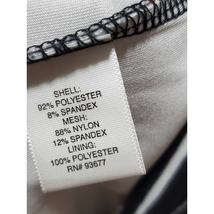 SHELL:
92% POLYESTER
8% SPANDEX
MESH:
88% NYLON
12% SPANDEX
LINING:
100% POLYESTER
RN# 93677